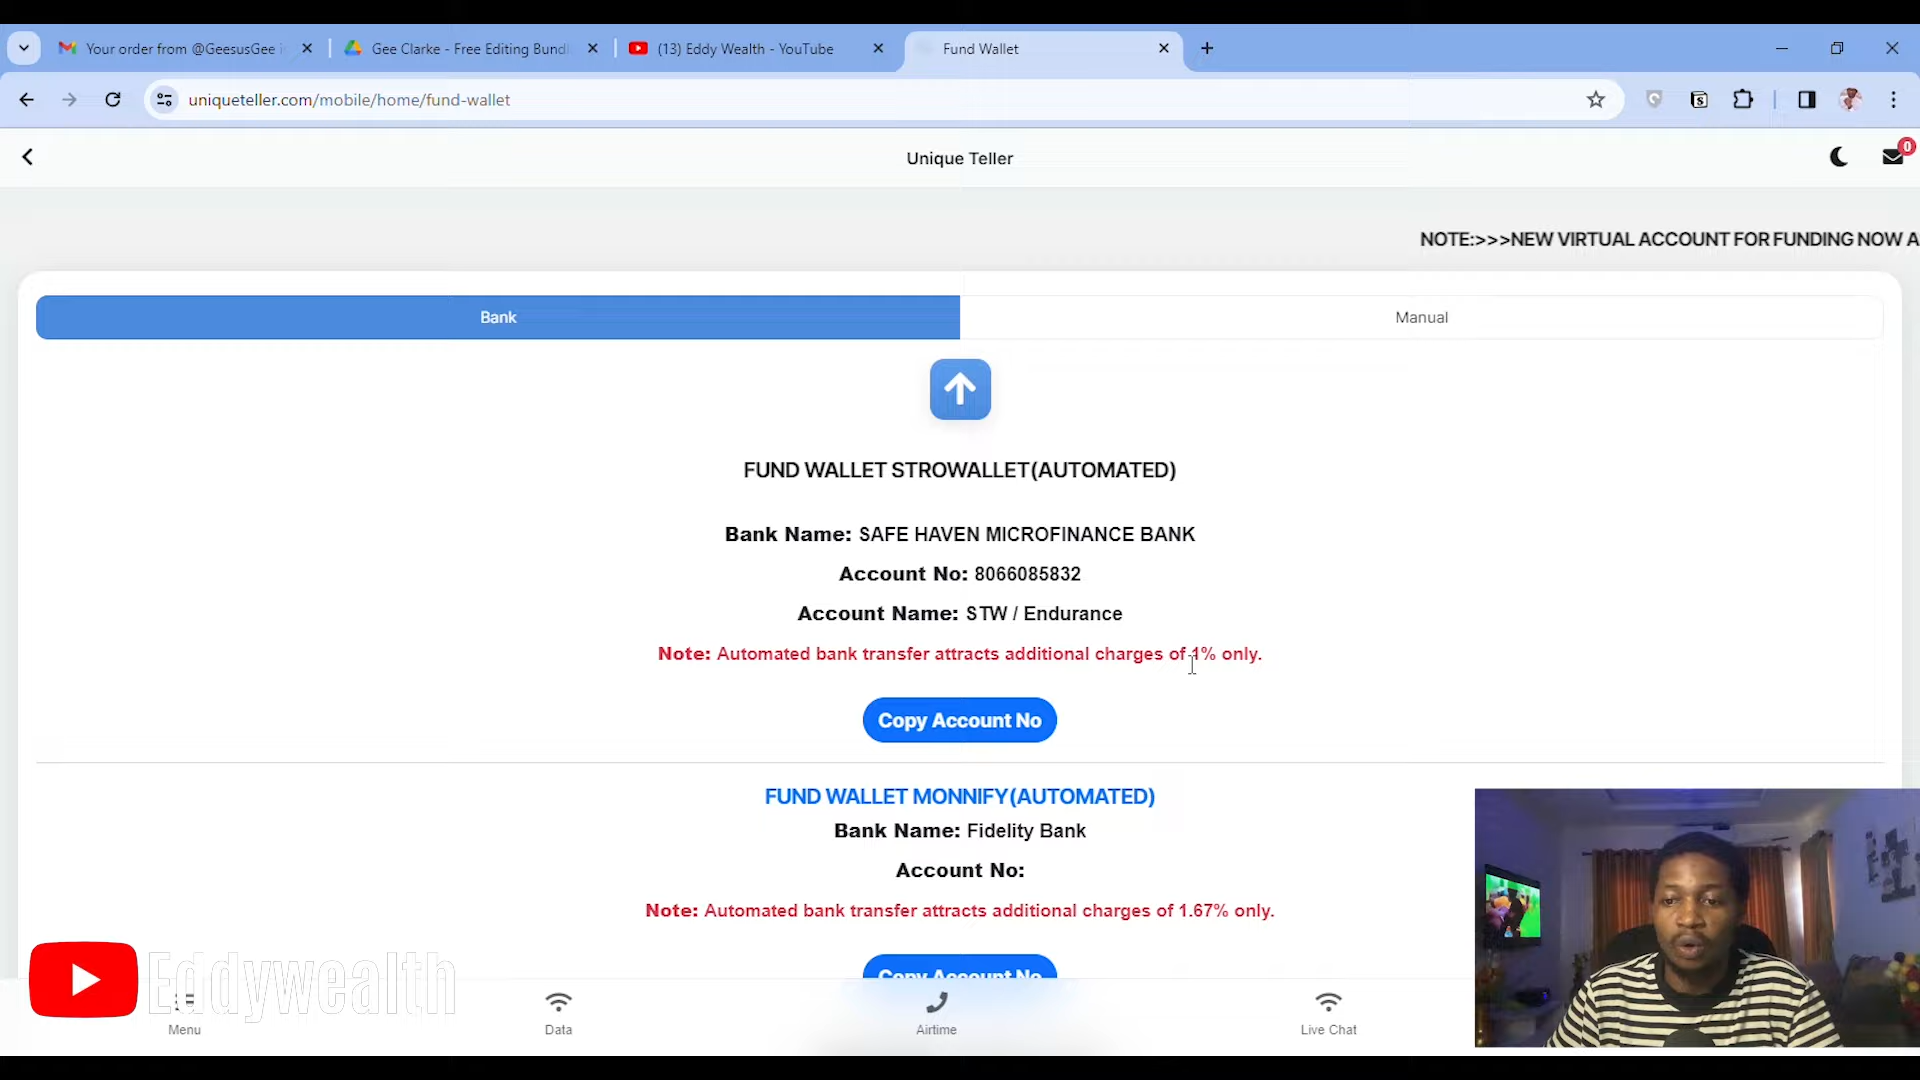 Your order from @GeesusGee i
Gee Clarke - Free Editing Bundl
(13) Eddy Wealth - YouTube
Fund Wallet
uniqueteller.com/mobile/home/fund-wallet
Unique Teller
0
NOTE:>>>NEW VIRTUAL ACCOUNT FOR FUNDING NOW A
Bank
Manual
FUND WALLET STROWALLET(AUTOMATED)
Bank Name: SAFE HAVEN MICROFINANCE BANK
Account No: 8066085832
Account Name: STW / Endurance
Note: Automated bank transfer attracts additional charges of 1% only.
Copy Account No
FUND WALLET MONNIFY(AUTOMATED)
Bank Name: Fidelity Bank
Account No:
Note: Automated bank transfer attracts additional charges of 1.67% only.
Copy Account No
Eddywealth
Menu
Data
Airtime
Live Chat